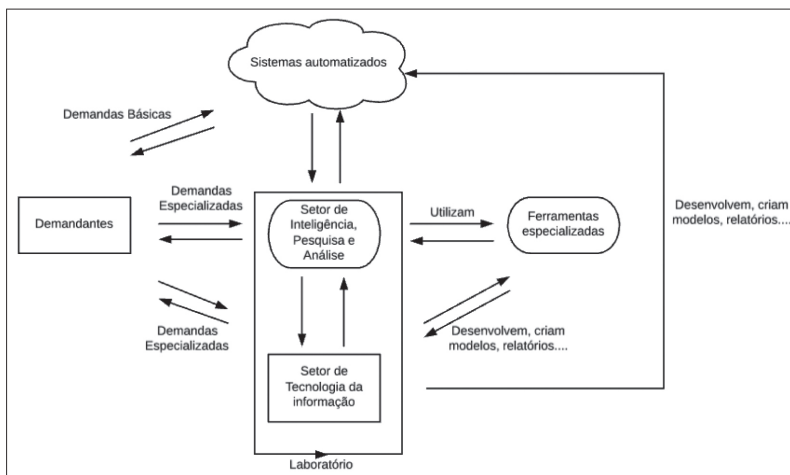 Sistemas automatizados
Demandas Básicas
Demandas
Especializadas
Demandantes
Setor de
Inteligência,
Pesquisa e
Análise
Utilizam
Ferramentas
especializadas
Desenvolvem, criam
modelos, relatórios....
Demandas
Especializadas
Desenvolvem, criam
modelos, relatórios....
Setor de
Tecnologia da
informação
Laboratório